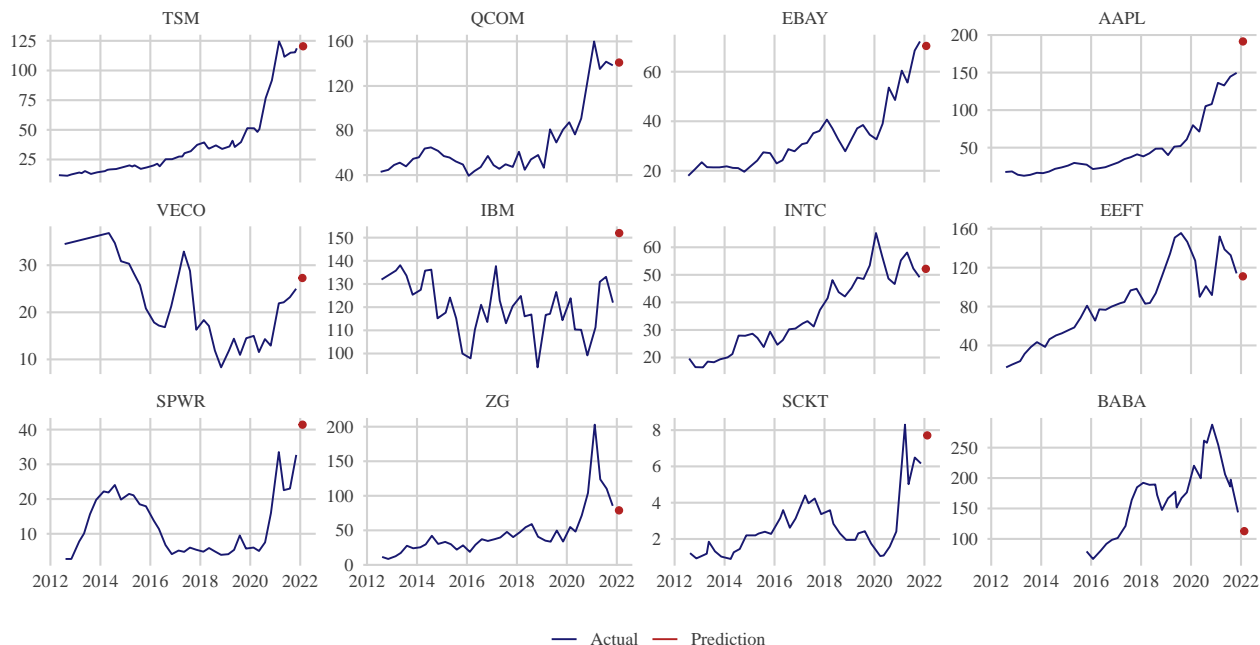 TSM QCOM EBAY AAPL
125 100 75 50 25
160 120 80 40
60 40 20
200 150 100 50
VECO IBM INTC EEFT
30 20 10
150 140 130 120 110 100
60 50 40 30 20
160 120 80 40
SPWR ZG SCKT BABA
40 30 20 10
200 150 100 50 0
8 6 4 2
250 200 150 100
2012 2014 2016 2018 2020 2022 2012 2014 2016 2018 2020 2022 2012 2014 2016 2018 2020 2022 2012 2014 2016 2018 2020 2022
Actual Prediction